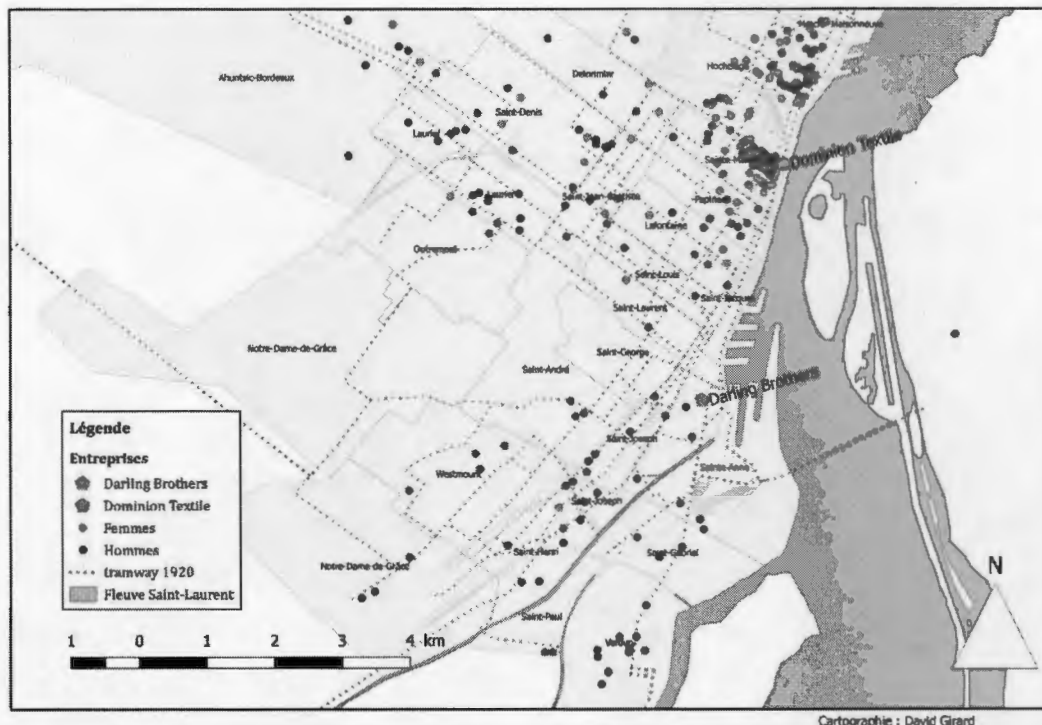 Ahuntsic-Bordeaux
Delorimier
Saint-Denis
Laurier
Laurier
Saint-Jean-Baptiste
Papineau
Lafontaine
Dominion Textile
Outremont
Saint-Louis
Saint-Jacques
Saint-Laurent
Notre-Dame-de-Grâce
Saint-George
Saint-André
Darling Brothers
Saint-Joseph
Westmount
Sainte-Anne
Saint-Joseph
Saint-Henri
Saint-Gabriel
Notre-Dame-de-Grâce
Saint-Paul
Verdun
Légende
Entreprises
Darling Brothers
Dominion Textile
Femmes
Hommes
tramway 1920
Fleuve Saint-Laurent
1 0 1 2 3 4 km
N
Cartographie : David Girard